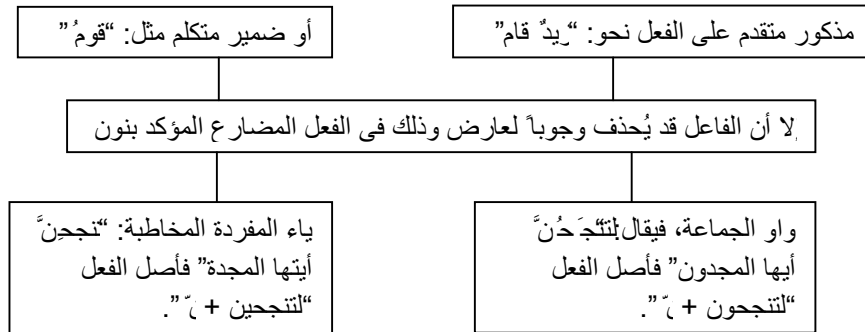 مذكور متقدم على الفعل نحو: “زيدٌ قام”
أو ضمير متكلم مثل: “قومُ”
إلا أن الفاعل قد يُحذف وجوباً لعارض وذلك فى الفعل المضارع المؤكد بنون
واو الجماعة، فيقال: لتنجَحُنَّ
أيها المجدون” فأصل الفعل
“لتنجحون + نّ”.
ياء المفردة المخاطبة: “تنجحِنَّ
أيتها المجدة” فأصل الفعل
“لتنجحين + نّ”.